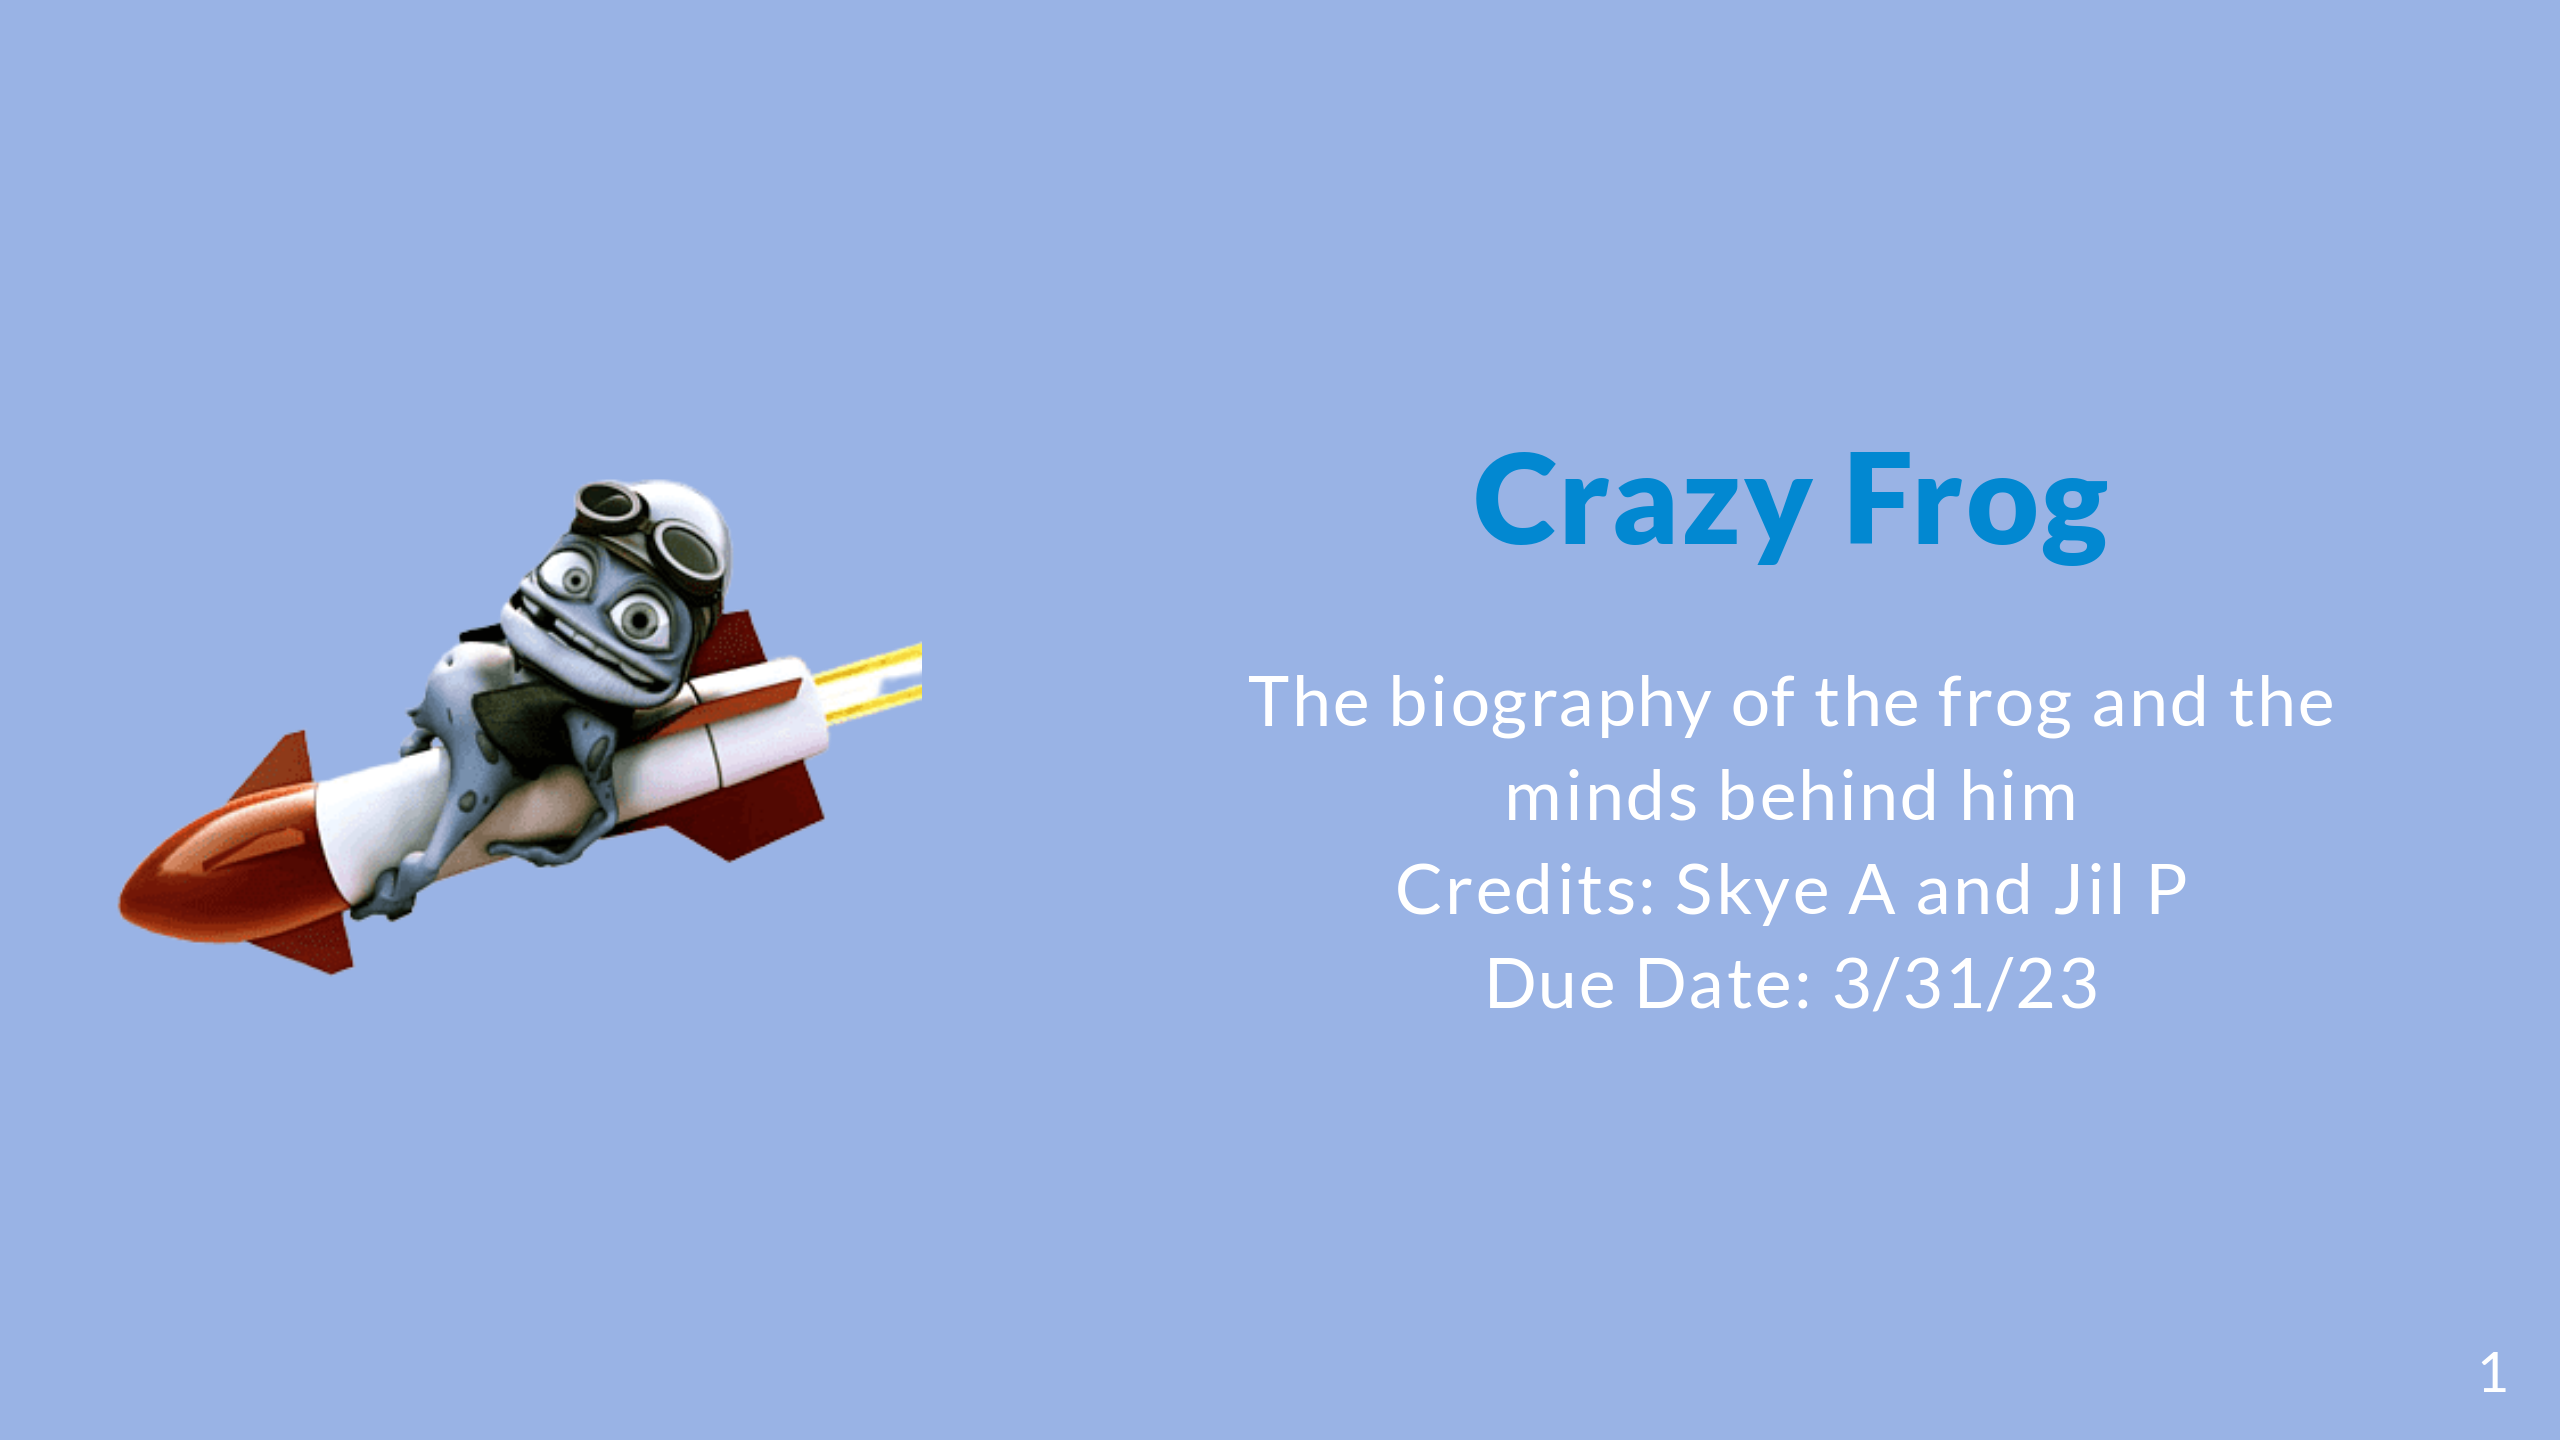 Crazy Frog
The biography of the frog and the
minds behind him
Credits: Skye A and Jil P
Due Date: 3/31/23
1